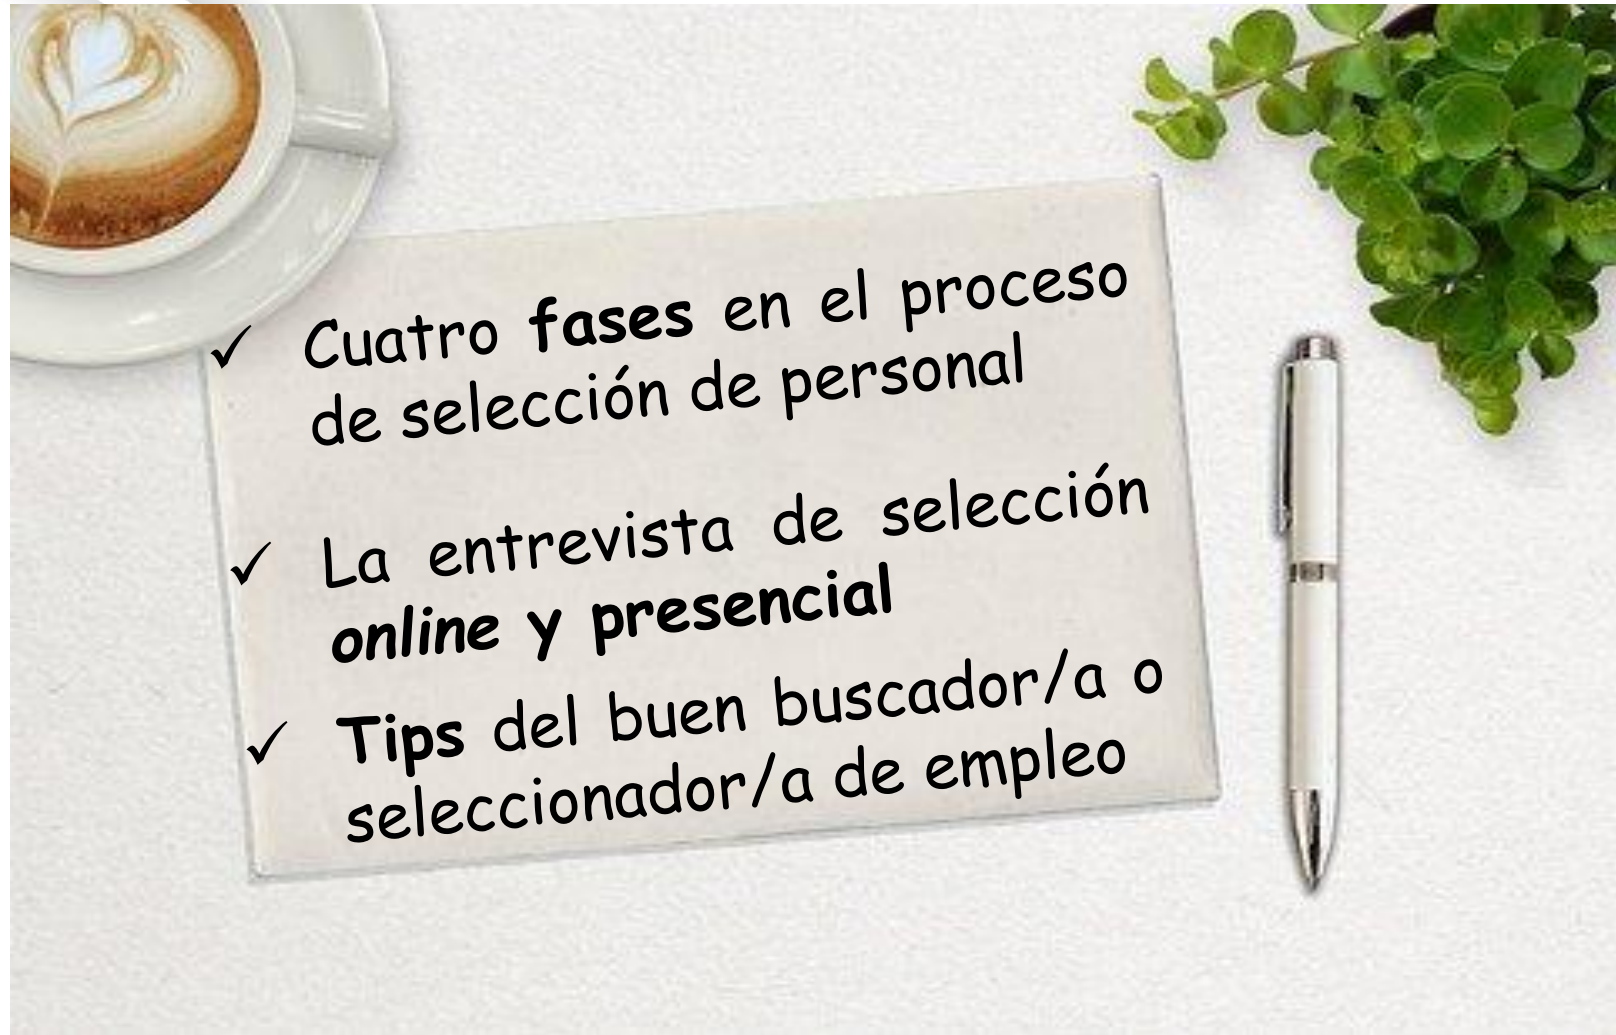 ✓ Cuatro fases en el proceso
de selección de personal
✓ La entrevista de selección
online y presencial
✓ Tips del buen buscador/a o
seleccionador/a de empleo